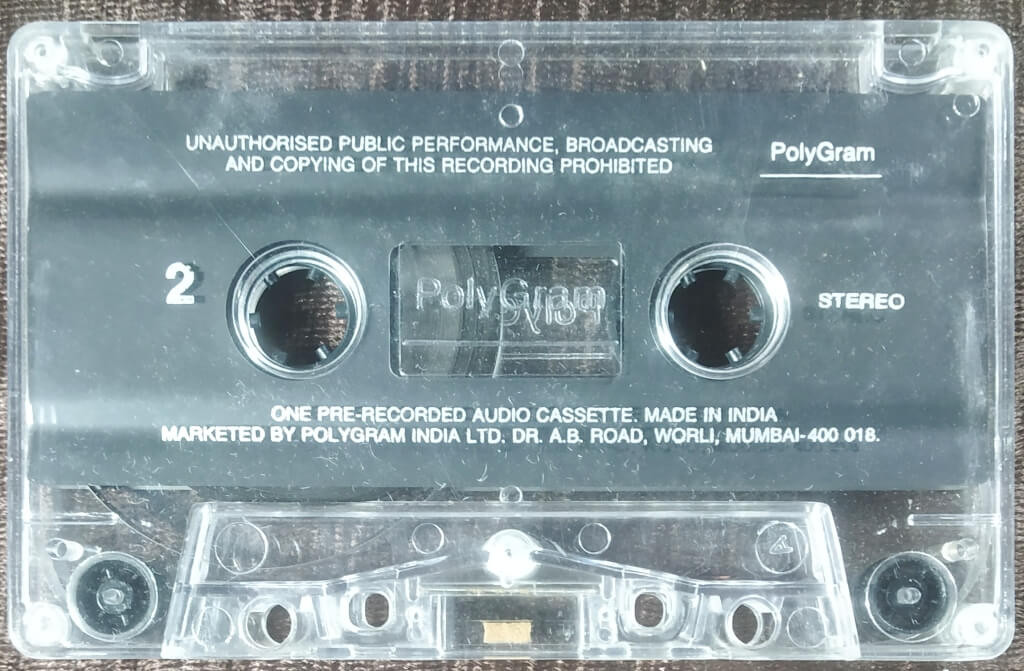 UNAUTHORISED PUBLIC PERFORMANCE, BROADCASTING
AND COPYING OF THIS RECORDING PROHIBITED
PolyGram
2
PolyGram
STEREO
ONE PRE-RECORDED AUDIO CASSETTE. MADE IN INDIA
MARKETED BY POLYGRAM INDIA LTD. DR. A.B. ROAD, WORLI, MUMBAI-400 018.